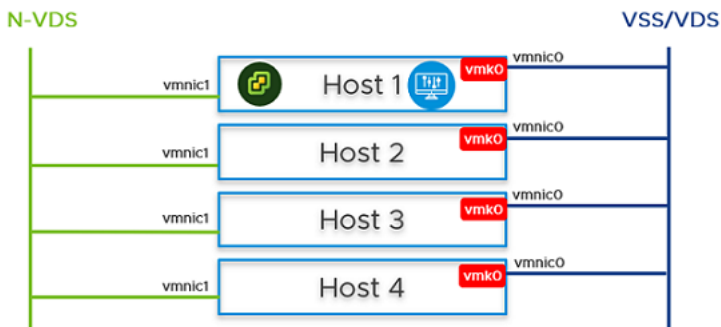 N-VDS VSS/VDS
vmnic1 Host 1 vmk0 vmnic0
vmnic1 Host 2 vmk0 vmnic0
vmnic1 Host 3 vmk0 vmnic0
vmnic1 Host 4 vmk0 vmnic0